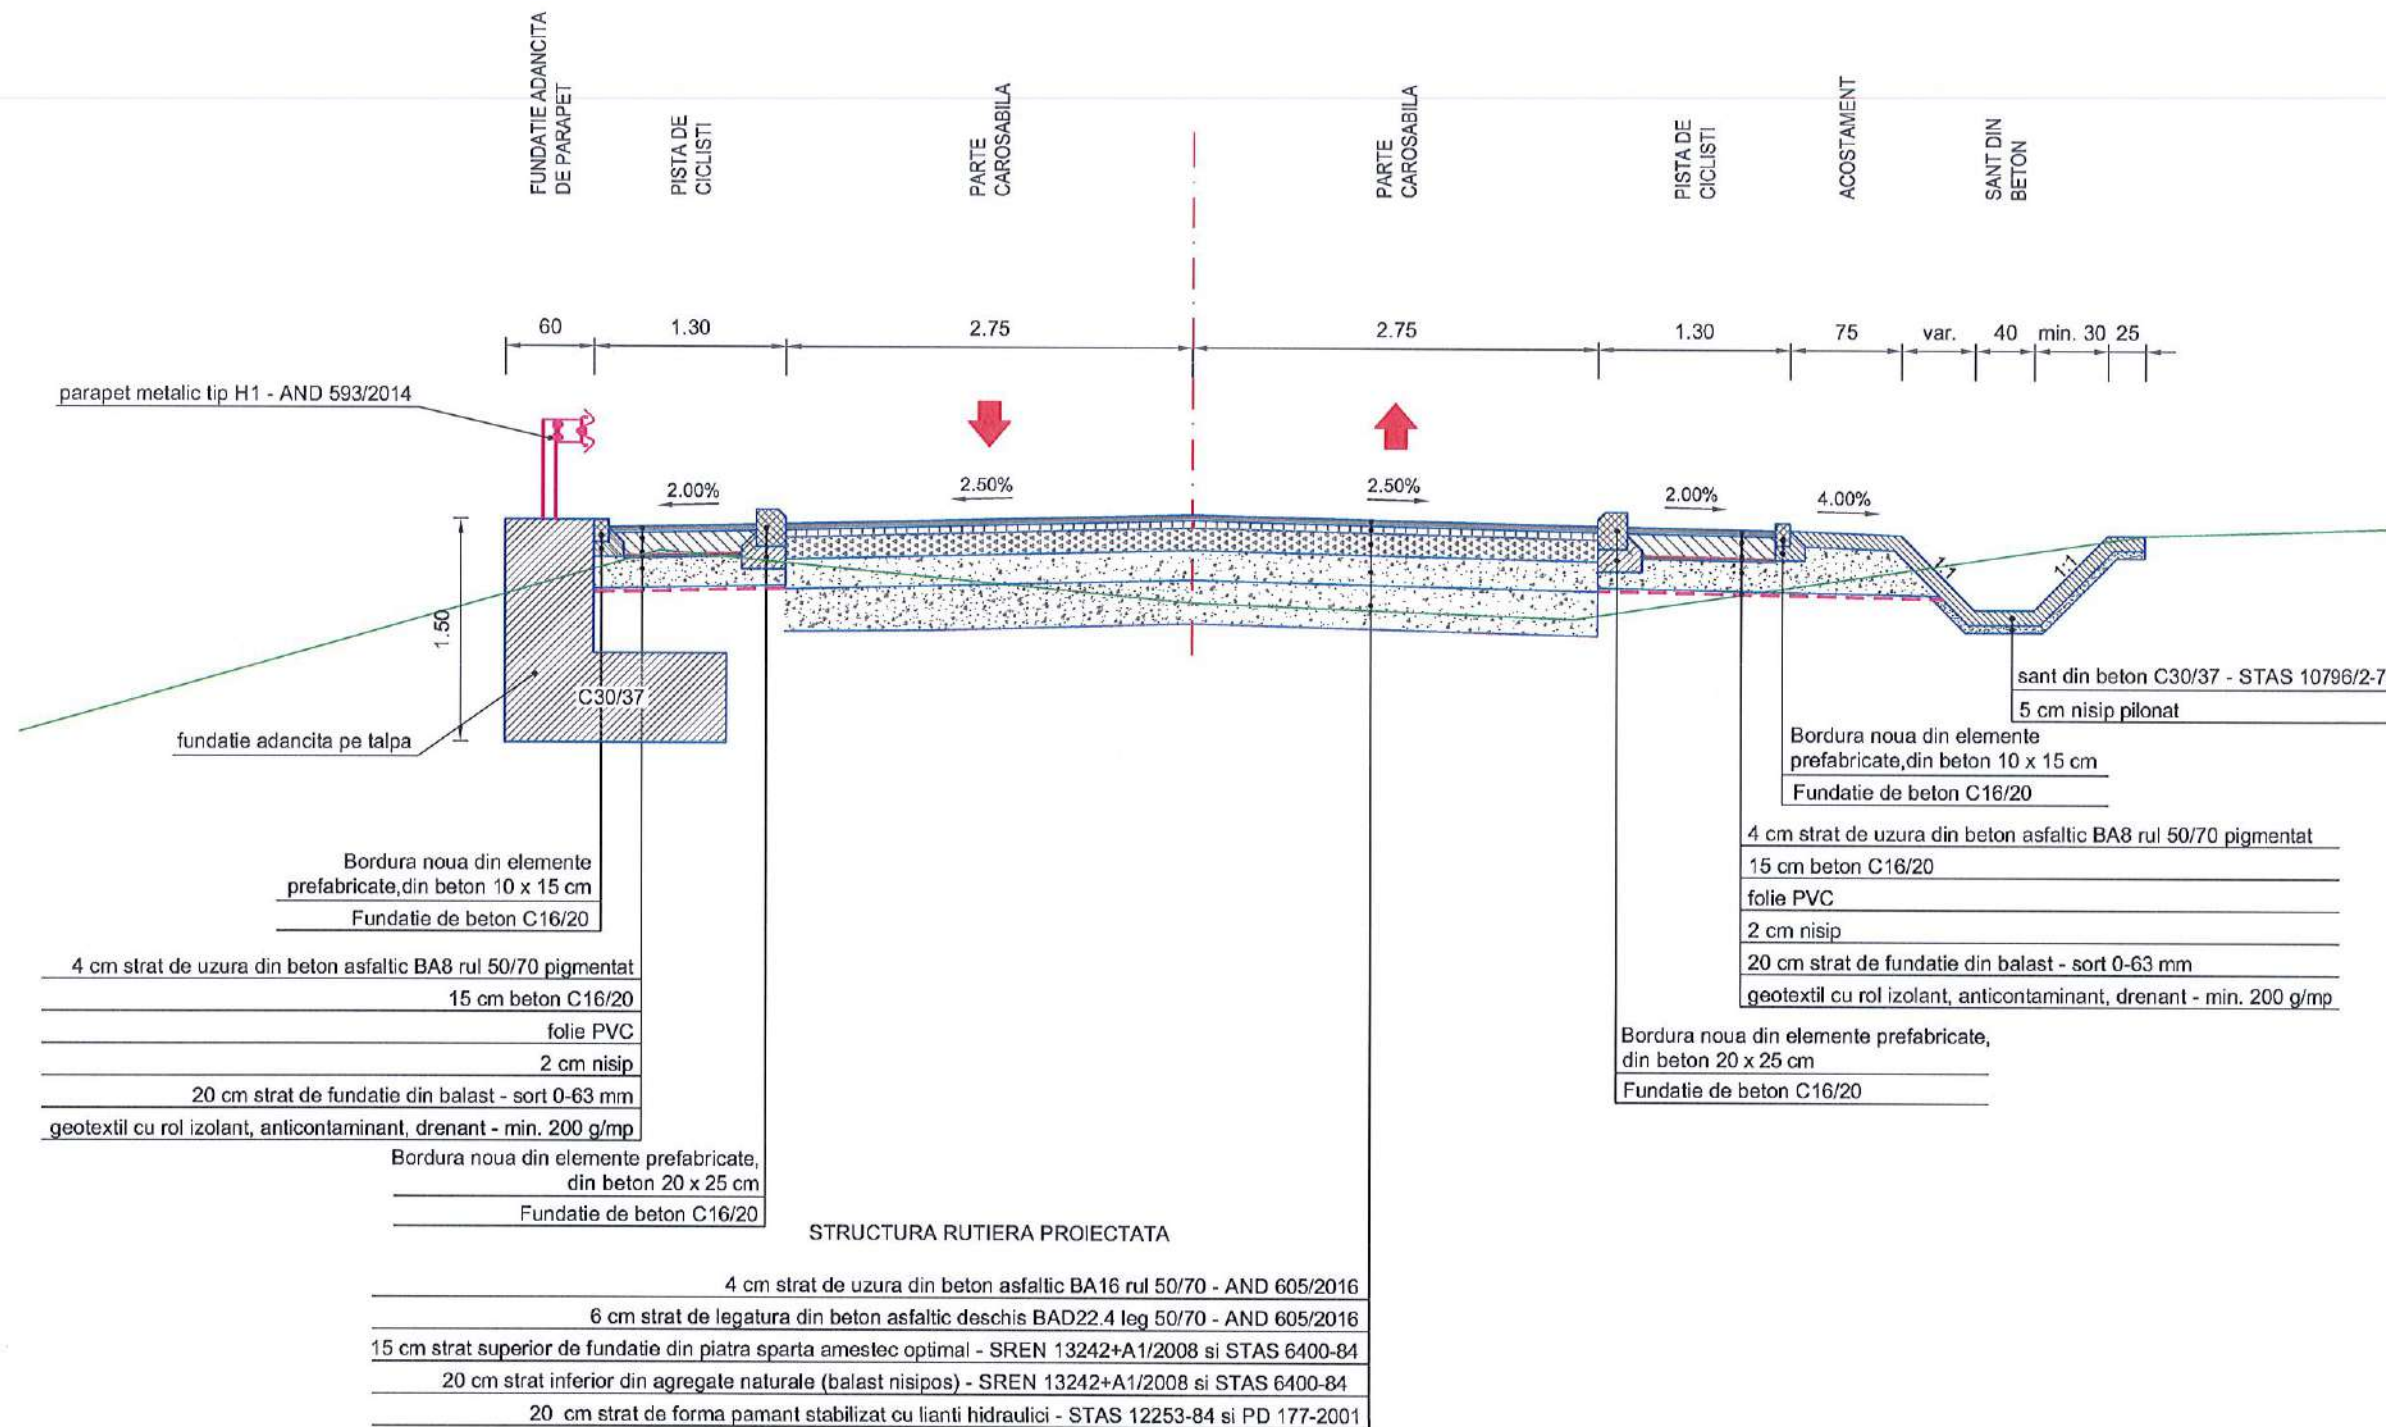 FUNDATIE ADANCITA
DE PARAPET
PISTA DE
CICLISTI
PARTE
CAROSABILA
PARTE
CAROSABILA
PISTA DE
CICLISTI
ACOSTAMENT
SANT DIN
BETON
60
1.30
2.75
2.75
1.30
75
var.
40
min. 30
25
parapet metalic tip H1 - AND 593/2014
2.00%
2.50%
2.50%
2.00%
4.00%
1:1
1:1
1.50
C30/37
fundatie adancita pe talpa
sant din beton C30/37 - STAS 10796/2-7
5 cm nisip pilonat
Bordura noua din elemente
prefabricate,din beton 10 x 15 cm
Fundatie de beton C16/20
4 cm strat de uzura din beton asfaltic BA8 rul 50/70 pigmentat
15 cm beton C16/20
folie PVC
2 cm nisip
20 cm strat de fundatie din balast - sort 0-63 mm
geotextil cu rol izolant, anticontaminant, drenant - min. 200 g/mp
Bordura noua din elemente prefabricate,
din beton 20 x 25 cm
Fundatie de beton C16/20
Bordura noua din elemente
prefabricate,din beton 10 x 15 cm
Fundatie de beton C16/20
4 cm strat de uzura din beton asfaltic BA8 rul 50/70 pigmentat
15 cm beton C16/20
folie PVC
2 cm nisip
20 cm strat de fundatie din balast - sort 0-63 mm
geotextil cu rol izolant, anticontaminant, drenant - min. 200 g/mp
Bordura noua din elemente prefabricate,
din beton 20 x 25 cm
Fundatie de beton C16/20
STRUCTURA RUTIERA PROIECTATA
4 cm strat de uzura din beton asfaltic BA16 rul 50/70 - AND 605/2016
6 cm strat de legatura din beton asfaltic deschis BAD22.4 leg 50/70 - AND 605/2016
15 cm strat superior de fundatie din piatra sparta amestec optimal - SREN 13242+A1/2008 si STAS 6400-84
20 cm strat inferior din agregate naturale (balast nisipos) - SREN 13242+A1/2008 si STAS 6400-84
20 cm strat de forma pamant stabilizat cu lianti hidraulici - STAS 12253-84 si PD 177-2001